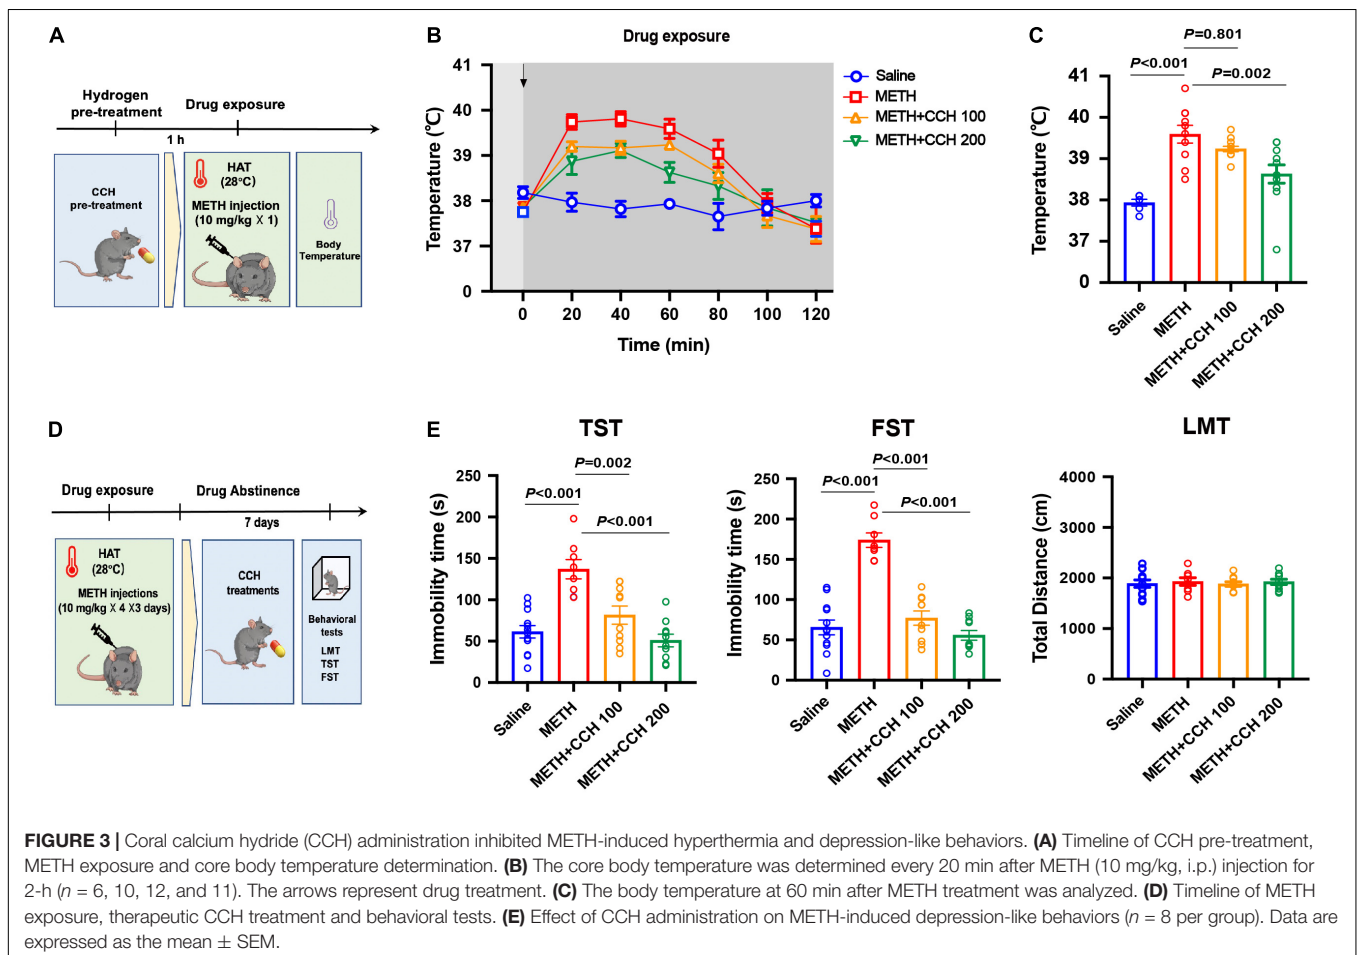 A
Hydrogen
pre-treatment
Drug exposure
1 h
CCH
pre-treatment
HAT
(28°C)
METH injection
(10 mg/kg X 1)
Body
Temperature
B
Drug exposure
Temperature (℃)
41
40
39
38
37
0
0 20 40 60 80 100 120
Time (min)
Saline
METH
METH+CCH 100
METH+CCH 200
C
P=0.801
P<0.001
P=0.002
Temperature (℃)
41
40
39
38
37
0
Saline
METH
METH+CCH 100
METH+CCH 200
D
Drug exposure
Drug Abstinence
7 days
HAT
(28°C)
METH injections
(10 mg/kg X 4 X3 days)
CCH
treatments
Behavioral
tests
LMT
TST
FST
E
TST
P=0.002
P<0.001
P<0.001
Immobility time (s)
250
200
150
100
50
0
Saline
METH
METH+CCH 100
METH+CCH 200
FST
P<0.001
P<0.001
P<0.001
Immobility time (s)
250
200
150
100
50
0
Saline
METH
METH+CCH 100
METH+CCH 200
LMT
Total Distance (cm)
4000
3000
2000
1000
0
Saline
METH
METH+CCH 100
METH+CCH 200
FIGURE 3 | Coral calcium hydride (CCH) administration inhibited METH-induced hyperthermia and depression-like behaviors. (A) Timeline of CCH pre-treatment,
METH exposure and core body temperature determination. (B) The core body temperature was determined every 20 min after METH (10 mg/kg, i.p.) injection for
2-h (n = 6, 10, 12, and 11). The arrows represent drug treatment. (C) The body temperature at 60 min after METH treatment was analyzed. (D) Timeline of METH
exposure, therapeutic CCH treatment and behavioral tests. (E) Effect of CCH administration on METH-induced depression-like behaviors (n = 8 per group). Data are
expressed as the mean ± SEM.